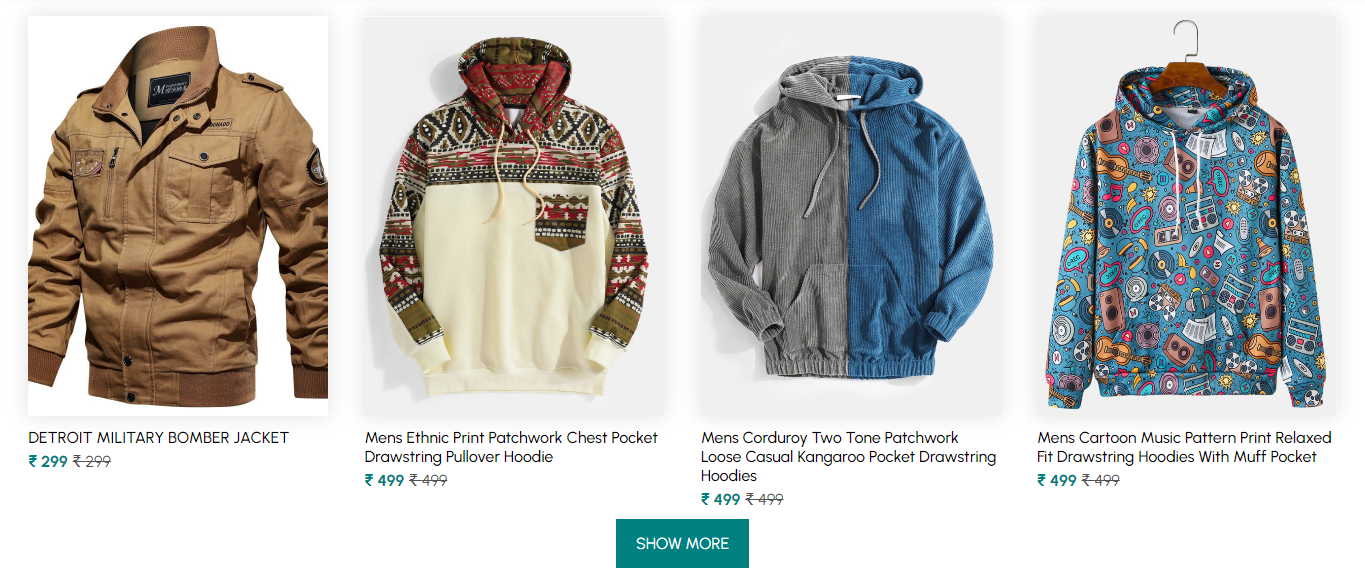 DETROIT MILITARY BOMBER JACKET
₹ 299 ₹ 299
Mens Ethnic Print Patchwork Chest Pocket
Drawstring Pullover Hoodie
₹ 499 ₹ 499
Mens Corduroy Two Tone Patchwork
Loose Casual Kangaroo Pocket Drawstring
Hoodies
₹ 499 ₹ 499
Mens Cartoon Music Pattern Print Relaxed
Fit Drawstring Hoodies With Muff Pocket
₹ 499 ₹ 499
SHOW MORE